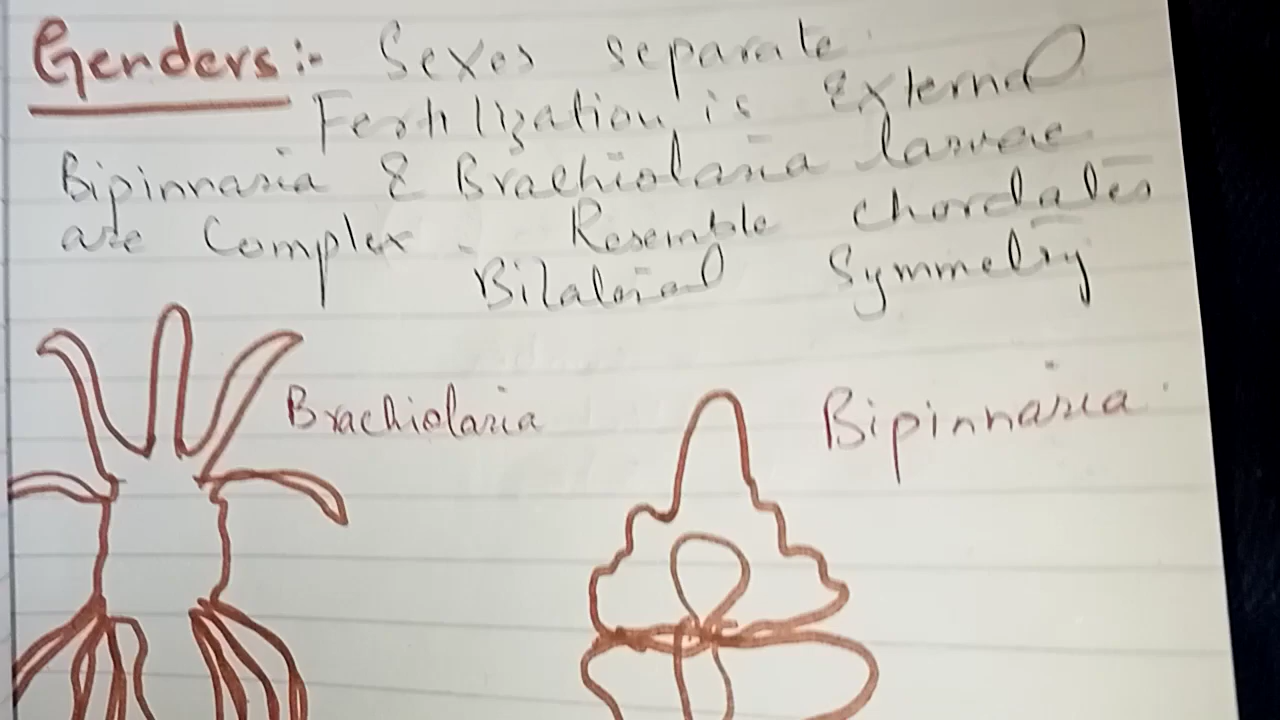 Genders:- Sexes separate.
Fertilization is External
Bipinnaria & Brachiolaria larvae
are Complex. Resemble chordates
Bilateral Symmetry
Brachiolaria
Bipinnaria